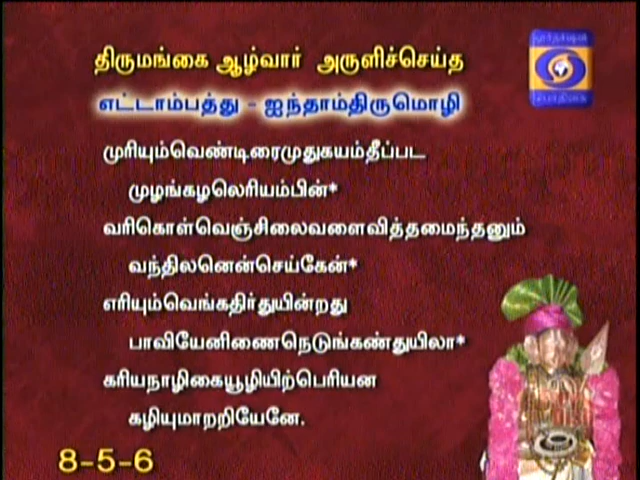 திருமங்கை ஆழ்வார் அருளிச்செய்த
எட்டாம்பத்து - ஐந்தாம்திருமொழி
முரியும்வெண்டிரைமுதுகயம்தீப்பட
முழங்கழலெரியம்பின்*
வரிகொள்வெஞ்சிலைவளைவித்தமைந்தனும்
வந்திலனென்செய்கேன்*
எரியும்வெங்கதிர்துயின்றது
பாவியேனிணைநெடுங்கண்துயிலா*
கரியநாழிகையூழியிற்பெரியன
கழியுமாறறியேனே.
8-5-6